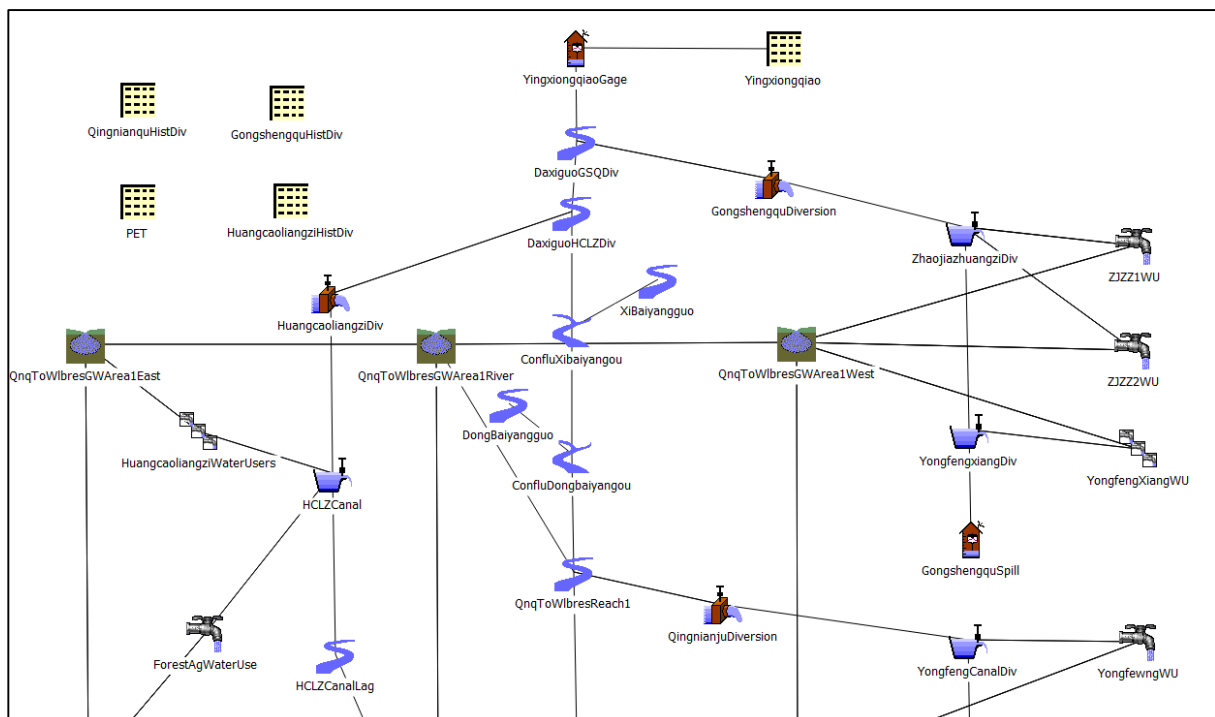 YingxiongqiaoGage
Yingxiongqiao
QingnianquHistDiv
GongshengquHistDiv
DaxiguoGSQDiv
GongshengquDiversion
PET
HuangcaoliangziHistDiv
DaxiguoHCLZDiv
ZhaojiazhuangziDiv
ZJZZ1WU
XiBaiyangguo
HuangcaoliangziDiv
ConfluXibaiyangou
QnqToWlbresGWArea1East
QnqToWlbresGWArea1River
QnqToWlbresGWArea1West
ZJZZ2WU
DongBaiyangguo
HuangcaoliangziWaterUsers
ConfluDongbaiyangou
YongfengxiangDiv
YongfengXiangWU
HCLZCanal
GongshengquSpill
QnqToWlbresReach1
QingnianjuDiversion
ForestAgWaterUse
HCLZCanalLag
YongfengCanalDiv
YongfewngWU